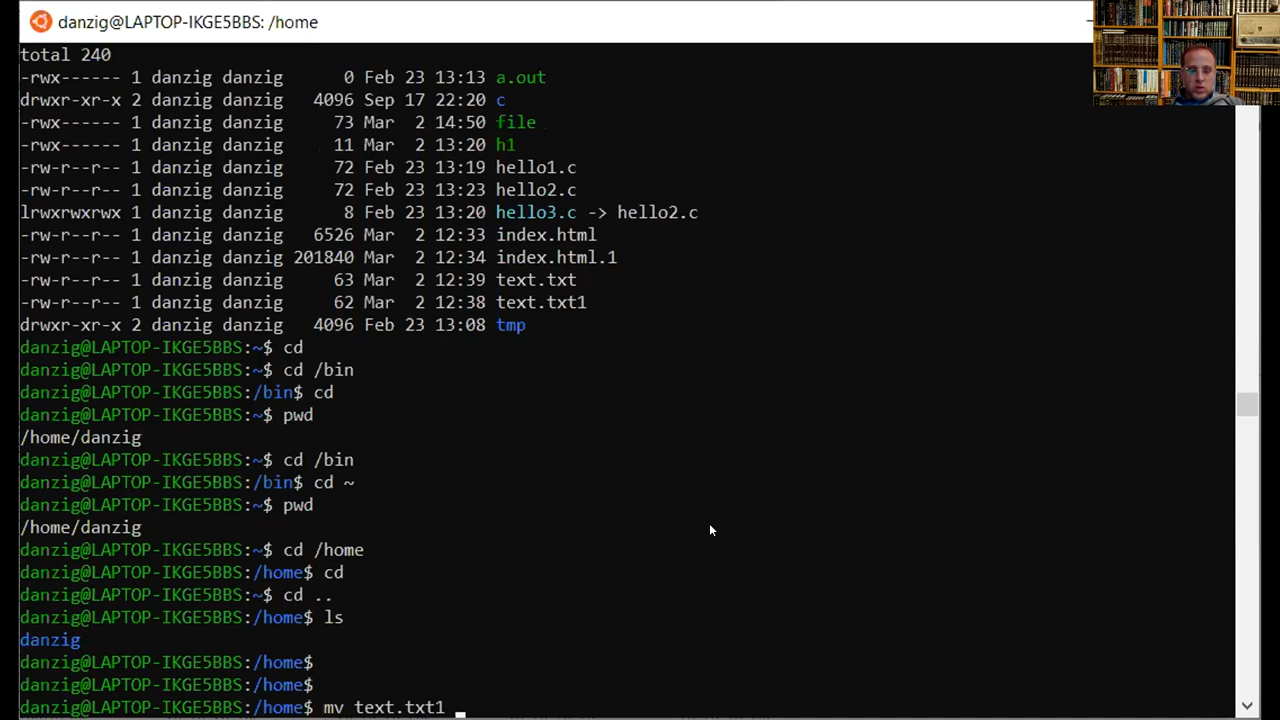 danzig@LAPTOP-IKGE5BBS: /home
total 240
-rwx------ 1 danzig danzig      0 Feb 23 13:13 a.out
drwxr-xr-x 2 danzig danzig   4096 Sep 17 22:20 c
-rwx------ 1 danzig danzig     73 Mar  2 14:50 file
-rwx------ 1 danzig danzig     11 Mar  2 13:20 h1
-rw-r--r-- 1 danzig danzig     72 Feb 23 13:19 hello1.c
-rw-r--r-- 1 danzig danzig     72 Feb 23 13:23 hello2.c
lrwxrwxrwx 1 danzig danzig      8 Feb 23 13:20 hello3.c -> hello2.c
-rw-r--r-- 1 danzig danzig   6526 Mar  2 12:33 index.html
-rw-r--r-- 1 danzig danzig 201840 Mar  2 12:34 index.html.1
-rw-r--r-- 1 danzig danzig     63 Mar  2 12:39 text.txt
-rw-r--r-- 1 danzig danzig     62 Mar  2 12:38 text.txt1
drwxr-xr-x 2 danzig danzig   4096 Feb 23 13:08 tmp
danzig@LAPTOP-IKGE5BBS:~$ cd
danzig@LAPTOP-IKGE5BBS:~$ cd /bin
danzig@LAPTOP-IKGE5BBS:/bin$ cd
danzig@LAPTOP-IKGE5BBS:~$ pwd
/home/danzig
danzig@LAPTOP-IKGE5BBS:~$ cd /bin
danzig@LAPTOP-IKGE5BBS:/bin$ cd ~
danzig@LAPTOP-IKGE5BBS:~$ pwd
/home/danzig
danzig@LAPTOP-IKGE5BBS:~$ cd /home
danzig@LAPTOP-IKGE5BBS:/home$ cd
danzig@LAPTOP-IKGE5BBS:~$ cd ..
danzig@LAPTOP-IKGE5BBS:/home$ ls
danzig
danzig@LAPTOP-IKGE5BBS:/home$
danzig@LAPTOP-IKGE5BBS:/home$
danzig@LAPTOP-IKGE5BBS:/home$ mv text.txt1